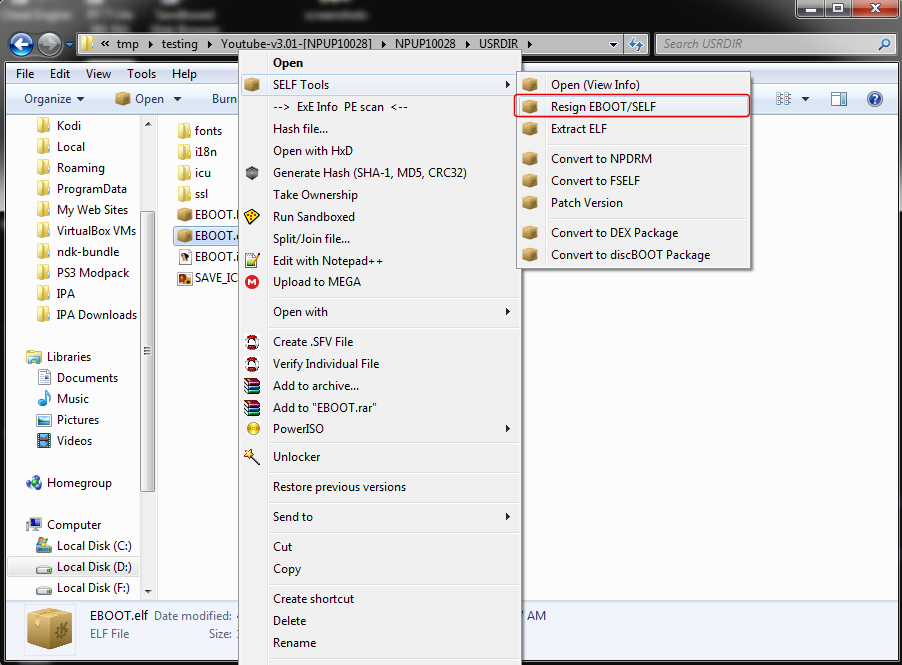 Cheat Engine
Sandboxed
screenshots
« tmp ▸ testing ▸ Youtube-v3.01-[NPUP10028] ▸ NPUP10028 ▸ USRDIR ▸
Search USRDIR
File Edit View Tools Help
Organize Open Burn
Kodi
Local
Roaming
ProgramData
My Web Sites
VirtualBox VMs
ndk-bundle
PS3 Modpack
IPA
IPA Downloads
Libraries
Documents
Music
Pictures
Videos
Homegroup
Computer
Local Disk (C:)
Local Disk (D:)
Local Disk (F:)
fonts
i18n
icu
ssl
EBOOT.
EBOOT.
EBOOT.i
SAVE_IC
Open
SELF Tools
--> ExE Info PE scan <--
Hash file...
Open with HxD
Generate Hash (SHA-1, MD5, CRC32)
Take Ownership
Run Sandboxed
Split/Join file...
Edit with Notepad++
Upload to MEGA
Open with
Create .SFV File
Verify Individual File
Add to archive...
Add to "EBOOT.rar"
PowerISO
Unlocker
Restore previous versions
Send to
Cut
Copy
Create shortcut
Delete
Rename
Open (View Info)
Resign EBOOT/SELF
Extract ELF
Convert to NPDRM
Convert to FSELF
Patch Version
Convert to DEX Package
Convert to discBOOT Package
EBOOT.elf Date modified: 7 AM
ELF File Size: